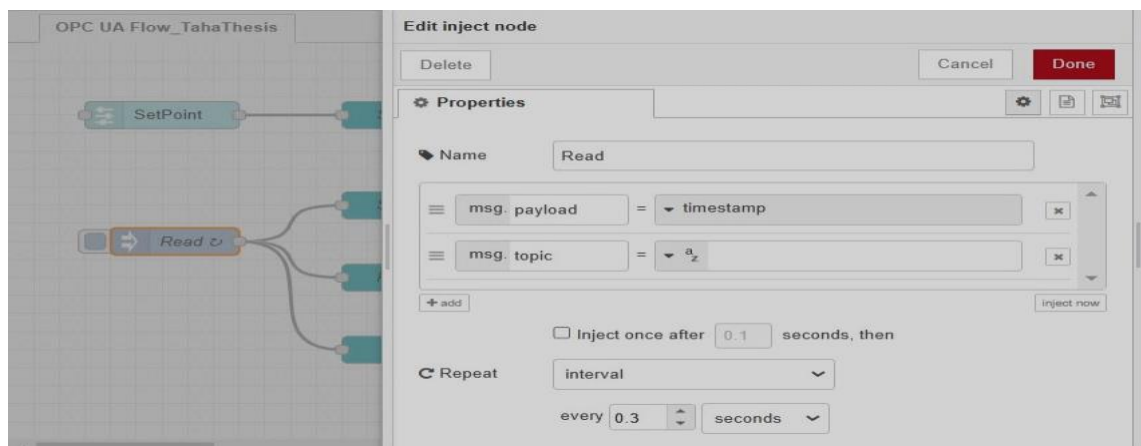 OPC UA Flow_TahaThesis
Edit inject node
Delete
Cancel
Done
Properties
SetPoint
Name
Read
msg. payload
=
timestamp
msg. topic
=
a
z
Read
+ add
inject now
Inject once after 0.1 seconds, then
Repeat
interval
every 0.3 seconds